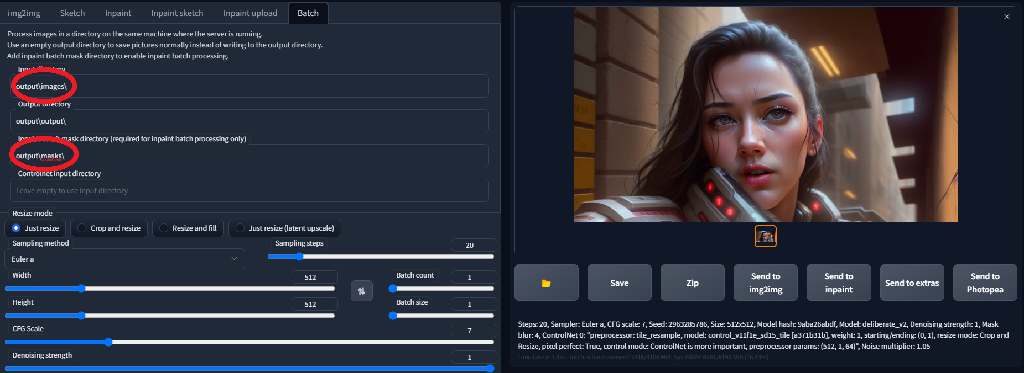 img2img Sketch Inpaint Inpaint sketch Inpaint upload Batch
Process images in a directory on the same machine where the server is running.
Use an empty output directory to save pictures normally instead of writing to the output directory.
Add inpaint batch mask directory to enable inpaint batch processing.
output\images\
Output directory
output\output\
mask directory (required for inpaint batch processing only)
output\masks\
Controlnet input directory
Leave empty to use input directory
Resize mode
Just resize Crop and resize Resize and fill Just resize (latent upscale)
Sampling method
Euler a
Sampling steps
20
Width
512
Height
512
Batch count
1
Batch size
1
CFG Scale
7
Denoising strength
1
×
Save
Zip
Send to
img2img
Send to
inpaint
Send to extras
Send to
Photopea
Steps: 20, Sampler: Euler a, CFG scale: 7, Seed: 2963285786, Size: 512x512, Model hash: 9aba26abdf, Model: deliberate_v2, Denoising strength: 1, Mask
blur: 4, ControlNet 0: "preprocessor: tile_resample, model: control_v11f1e_sd15_tile [a371b31b], weight: 1, starting/ending: (0, 1), resize mode: Crop and
Resize, pixel perfect: True, control mode: ControlNet is more important, preprocessor params: (512, 1, 64)", Noise multiplier: 1.05